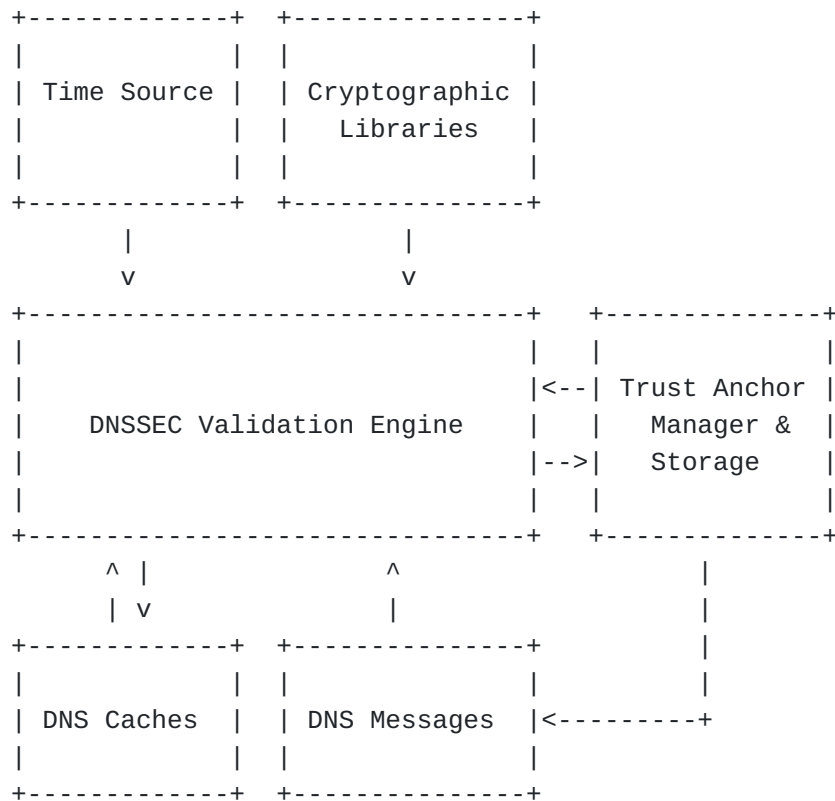 +-------------+  +---------------+
|             |  |               |
| Time Source |  | Cryptographic |
|             |  |   Libraries   |
|             |  |               |
+-------------+  +---------------+
       |                 |
       v                 v
+--------------------------------+   +--------------+
|                                |   |              |
|                                |<--| Trust Anchor |
|    DNSSEC Validation Engine    |   |   Manager &  |
|                                |-->|   Storage    |
|                                |   |              |
+--------------------------------+   +--------------+
      ^ |               ^                   |
      | v               |                   |
+-------------+  +---------------+          |
|             |  |               |          |
| DNS Caches  |  | DNS Messages  |<---------+
|             |  |               |
+-------------+  +---------------+